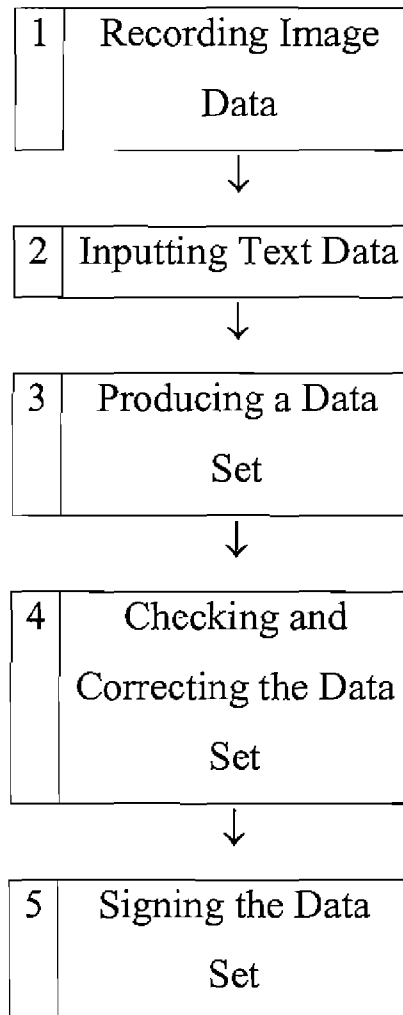 1 Recording Image
Data
↓
2 Inputting Text Data
↓
3 Producing a Data
Set
↓
4 Checking and
Correcting the Data
Set
↓
5 Signing the Data
Set